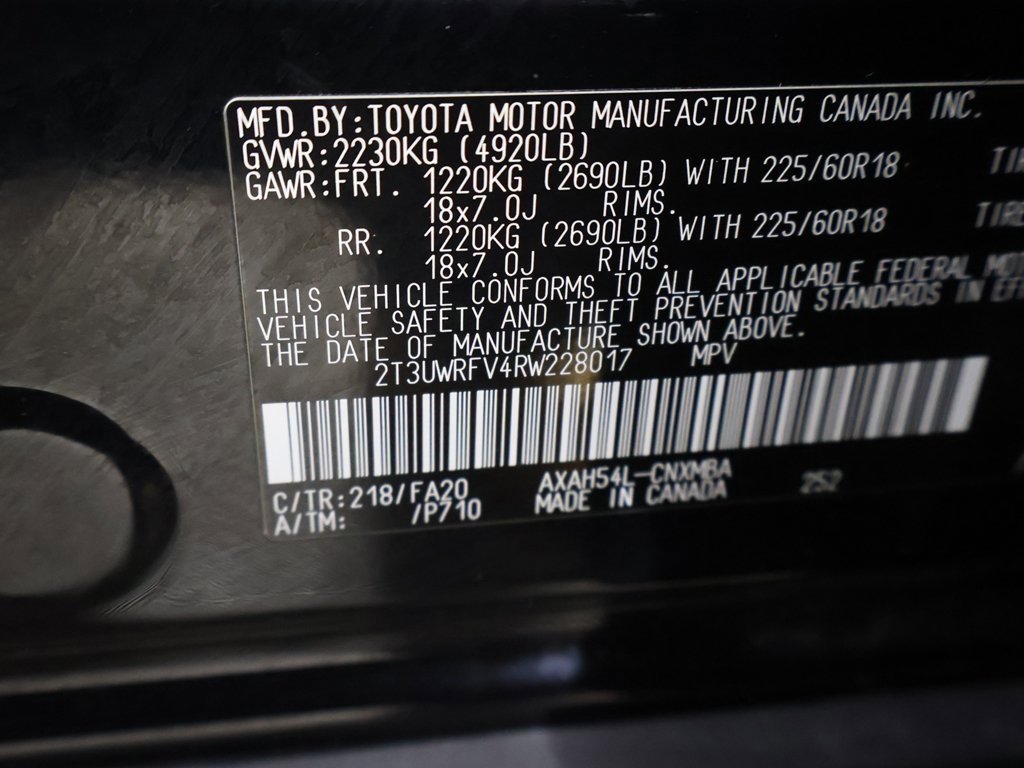 MFD.BY:TOYOTA MOTOR MANUFACTURING CANADA INC.
GVWR:2230KG (4920LB)
GAWR:FRT. 1220KG (2690LB) WITH 225/60R18
18x7.0J RIMS.
RR. 1220KG (2690LB) WITH 225/60R18 TIRE
18x7.0J RIMS.
THIS VEHICLE CONFORMS TO ALL APPLICABLE FEDERAL
VEHICLE SAFETY AND THEFT PREVENTION STANDARDS IN
THE DATE OF MANUFACTURE SHOWN ABOVE.
2T3UWRFV4RW228017 MPV
C/TR:218/FA20 AXAH54L-CNXMBA 252
A/TM: /P710 MADE IN CANADA